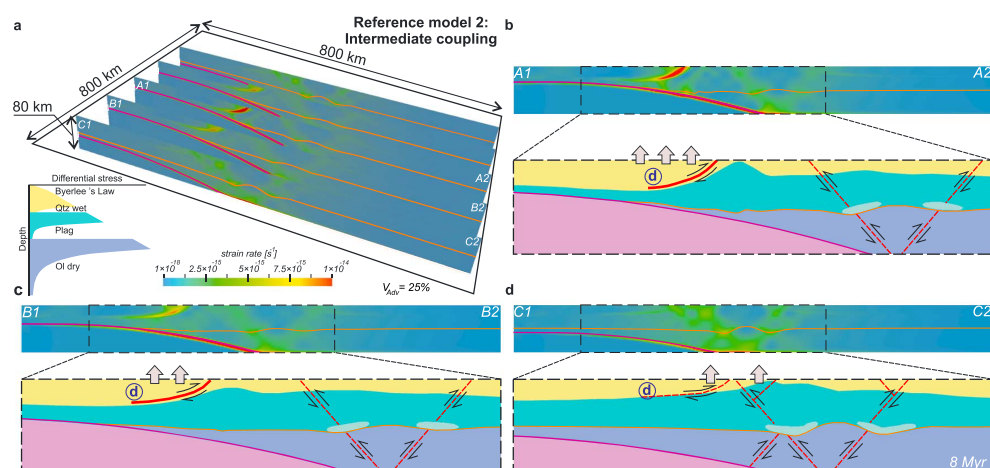 a
Reference model 2:
Intermediate coupling
800 km
800 km
80 km
A1
B1
C1
A2
B2
C2
Differential stress
Byerlee´s Law
Qtz wet
Plag
Ol dry
Depth
strain rate [s⁻¹]
1×10⁻¹⁸ 2.5×10⁻¹⁵ 5×10⁻¹⁵ 7.5×10⁻¹⁵ 1×10⁻¹⁴
V_Adv = 25%
b
A1 A2
d
c
B1 B2
d
d
C1 C2
d
8 Myr